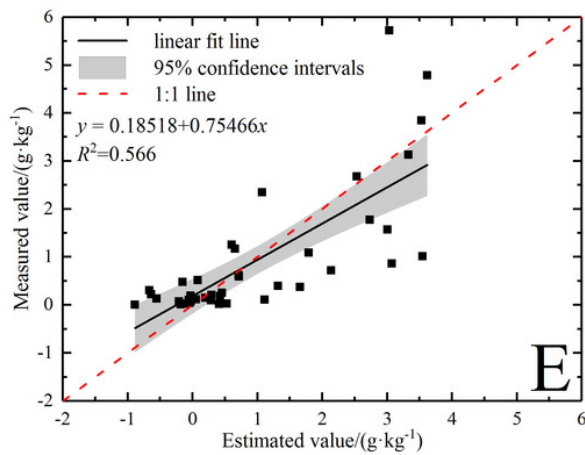 6
5
4
3
2
1
0
-1
-2
Measured value/(g·kg⁻¹)
linear fit line
95% confidence intervals
1:1 line
y = 0.18518+0.75466x
R²=0.566
E
-2 -1 0 1 2 3 4 5 6
Estimated value/(g·kg⁻¹)